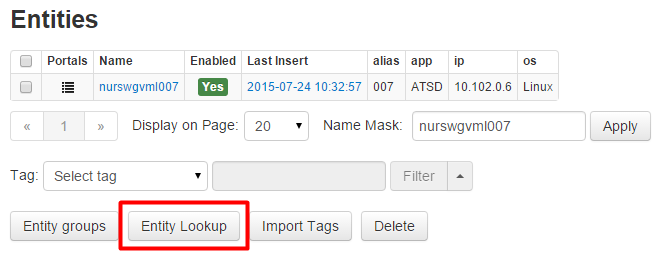 Entities
Portals Name Enabled Last Insert alias app ip os
nurswgvml007 Yes 2015-07-24 10:32:57 007 ATSD 10.102.0.6 Linux
« 1 » Display on Page: 20 Name Mask: nurswgvml007 Apply
Tag: Select tag Filter
Entity groups Entity Lookup Import Tags Delete